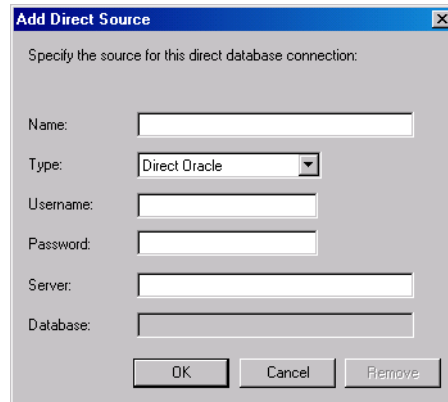 Add Direct Source
Specify the source for this direct database connection:
Name:
Type: Direct Oracle
Username:
Password:
Server:
Database:
OK Cancel Remove